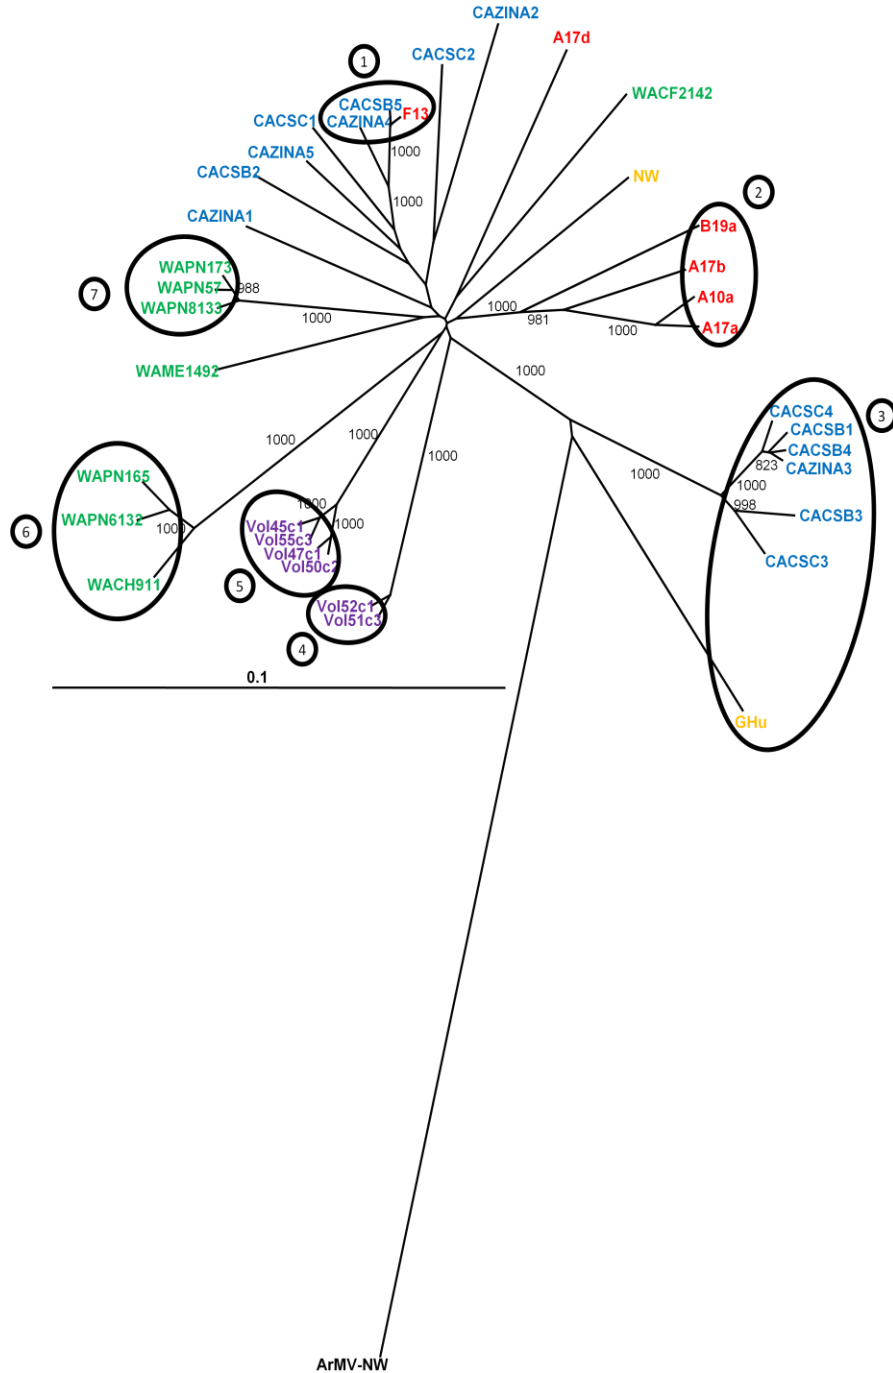 CAZINA2
A17d
CACSC2
1
CACSB5
F13
CAZINA4
WACF2142
CACSC1
1000
CAZINA5
CACSB2
NW
2
1000
CAZINA1
B19a
WAPN173
A17b
988
WAPN57
7
WAPN8133
A10a
1000
1000
981
1000
A17a
WAME1492
1000
CACSC4
3
CACSB1
1000
1000
CACSB4
1000
823
CAZINA3
WAPN165
1000
1000
998
CACSB3
6
WAPN6132
1000
1000
Vol45c1
1000
Vol55c3
Vol47c1
CACSC3
Vol50c2
WACH911
5
Vol52c1
Vol51c3
4
0.1
GHu
ArMV-NW